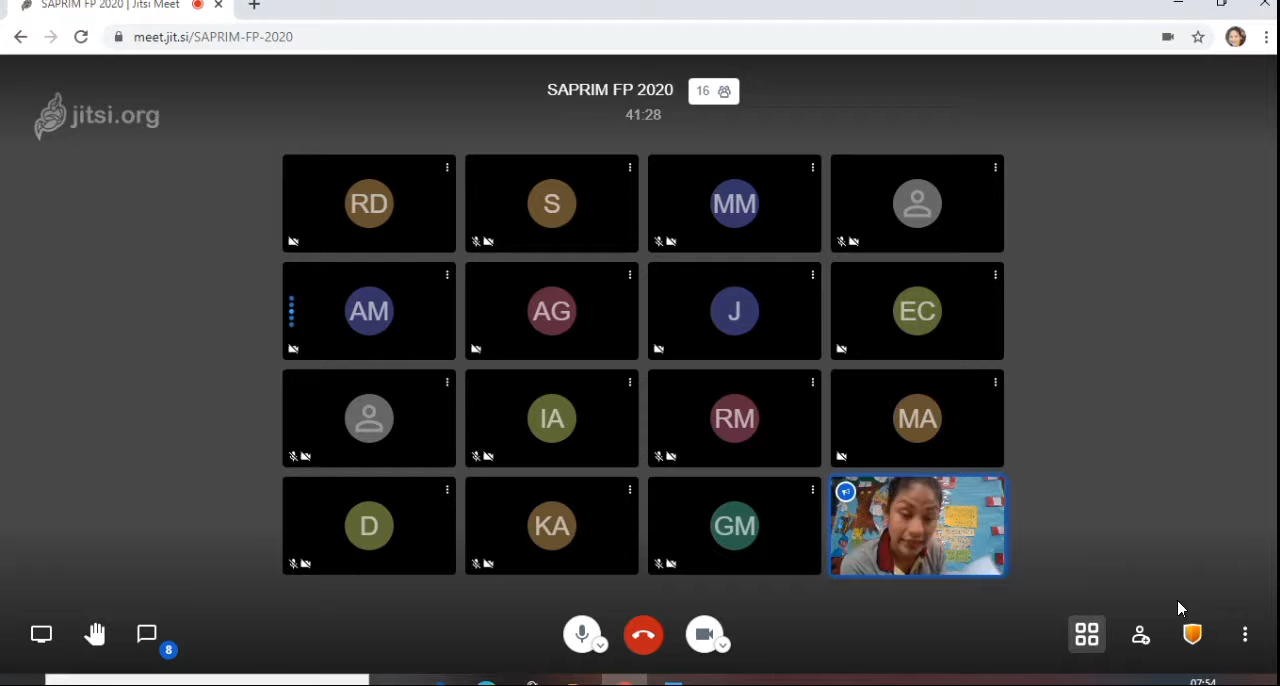 SAPRIM FP 2020 | Jitsi Meet
meet.jit.si/SAPRIM-FP-2020
jitsi.org
SAPRIM FP 2020 16
41:28
RD S MM
AM AG J EC
IA RM MA
D KA GM
8
07:54